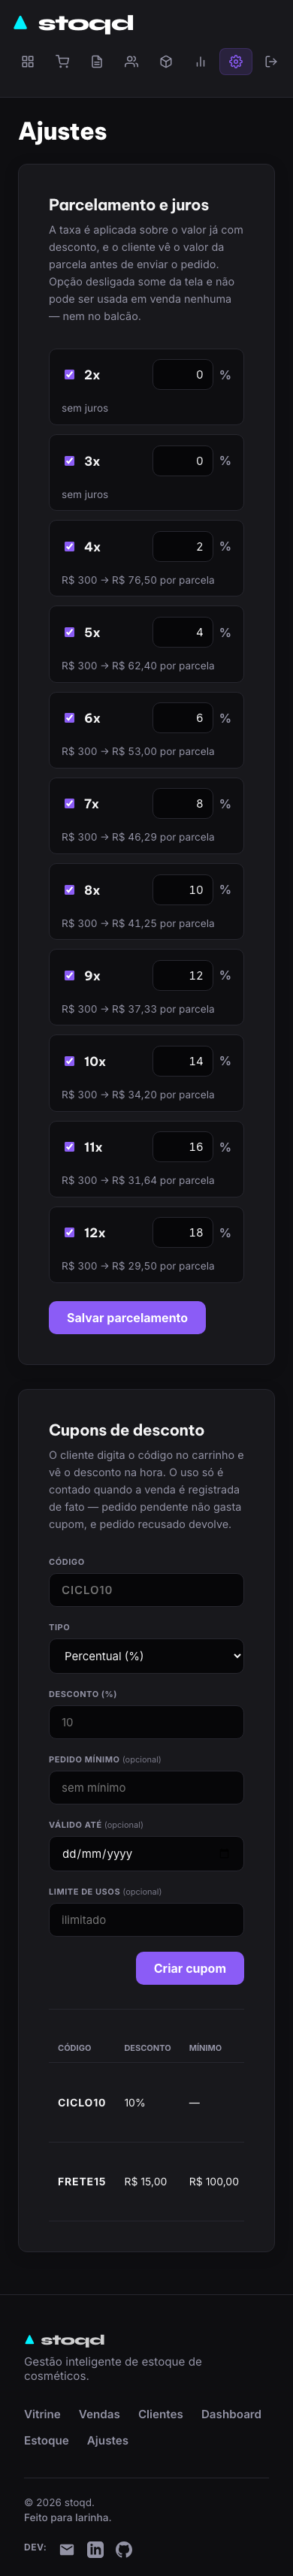 stoqd
Ajustes
Parcelamento e juros
A taxa é aplicada sobre o valor já com
desconto, e o cliente vê o valor da
parcela antes de enviar o pedido.
Opção desligada some da tela e não
pode ser usada em venda nenhuma
— nem no balcão.
2x 0 %
sem juros
3x 0 %
sem juros
4x 2 %
R$ 300 → R$ 76,50 por parcela
5x 4 %
R$ 300 → R$ 62,40 por parcela
6x 6 %
R$ 300 → R$ 53,00 por parcela
7x 8 %
R$ 300 → R$ 46,29 por parcela
8x 10 %
R$ 300 → R$ 41,25 por parcela
9x 12 %
R$ 300 → R$ 37,33 por parcela
10x 14 %
R$ 300 → R$ 34,20 por parcela
11x 16 %
R$ 300 → R$ 31,64 por parcela
12x 18 %
R$ 300 → R$ 29,50 por parcela
Salvar parcelamento
Cupons de desconto
O cliente digita o código no carrinho e
vê o desconto na hora. O uso só é
contado quando a venda é registrada
de fato — pedido pendente não gasta
cupom, e pedido recusado devolve.
CÓDIGO
CICLO10
TIPO
Percentual (%)
DESCONTO (%)
10
PEDIDO MÍNIMO (opcional)
sem mínimo
VÁLIDO ATÉ (opcional)
dd/mm/yyyy
LIMITE DE USOS (opcional)
ilimitado
Criar cupom
CÓDIGO DESCONTO MÍNIMO
CICLO10 10% —
FRETE15 R$ 15,00 R$ 100,00
stoqd
Gestão inteligente de estoque de
cosméticos.
Vitrine Vendas Clientes Dashboard
Estoque Ajustes
© 2026 stoqd.
Feito para Iarinha.
DEV: